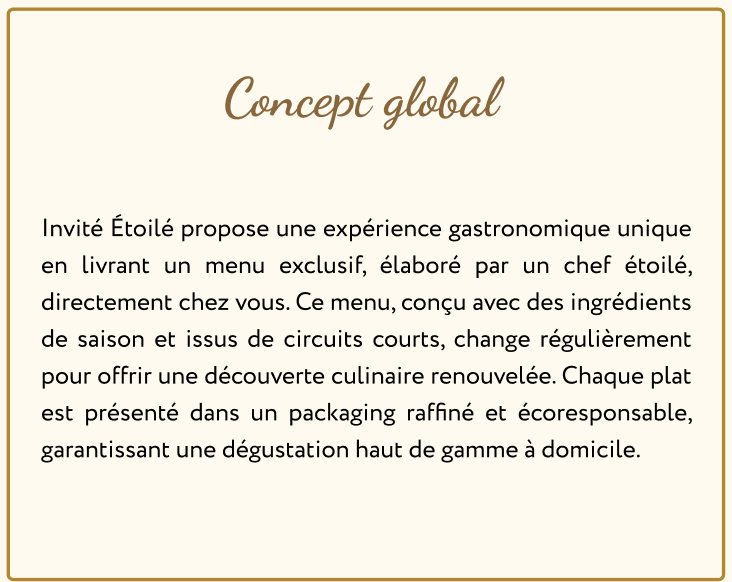 Concept global
Invité Étoilé propose une expérience gastronomique unique
en livrant un menu exclusif, élaboré par un chef étoilé,
directement chez vous. Ce menu, conçu avec des ingrédients
de saison et issus de circuits courts, change régulièrement
pour offrir une découverte culinaire renouvelée. Chaque plat
est présenté dans un packaging raffiné et écoresponsable,
garantissant une dégustation haut de gamme à domicile.